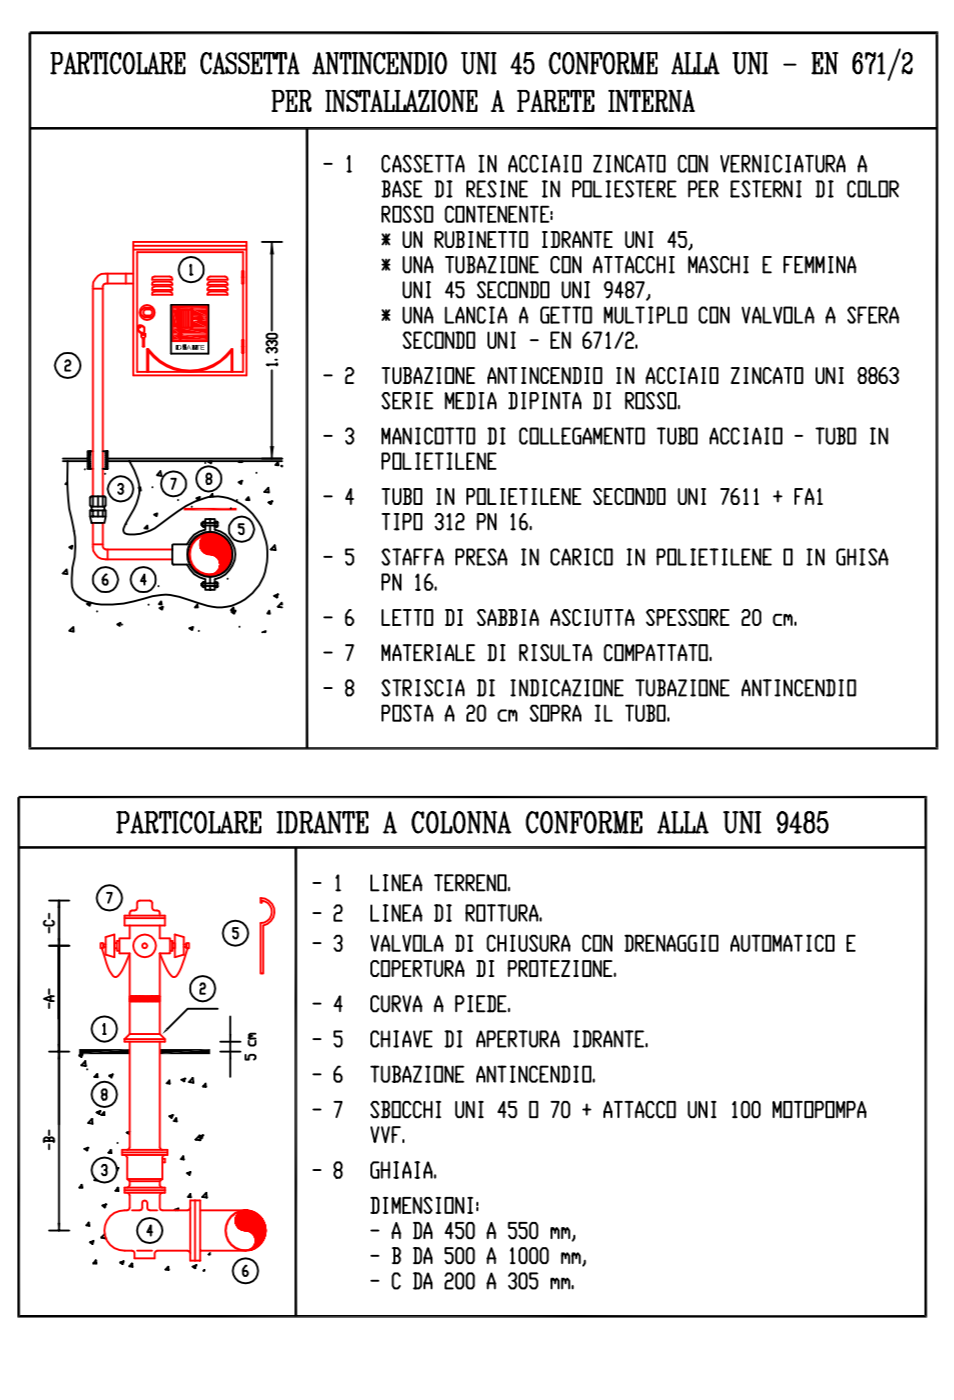 PARTICOLARE CASSETTA ANTINCENDIO UNI 45 CONFORME ALLA UNI - EN 671/2
PER INSTALLAZIONE A PARETE INTERNA
1
2
1.330
3
7
8
5
6
4
- 1 CASSETTA IN ACCIAIO ZINCATO CON VERNICIATURA A
BASE DI RESINE IN POLIESTERE PER ESTERNI DI COLOR
ROSSO CONTENENTE:
* UN RUBINETTO IDRANTE UNI 45,
* UNA TUBAZIONE CON ATTACCHI MASCHI E FEMMINA
UNI 45 SECONDO UNI 9487,
* UNA LANCIA A GETTO MULTIPLO CON VALVOLA A SFERA
SECONDO UNI - EN 671/2.
- 2 TUBAZIONE ANTINCENDIO IN ACCIAIO ZINCATO UNI 8863
SERIE MEDIA DIPINTA DI ROSSO.
- 3 MANICOTTO DI COLLEGAMENTO TUBO ACCIAIO - TUBO IN
POLIETILENE
- 4 TUBO IN POLIETILENE SECONDO UNI 7611 + FA1
TIPO 312 PN 16.
- 5 STAFFA PRESA IN CARICO IN POLIETILENE O IN GHISA
PN 16.
- 6 LETTO DI SABBIA ASCIUTTA SPESSORE 20 cm.
- 7 MATERIALE DI RISULTA COMPATTATO.
- 8 STRISCIA DI INDICAZIONE TUBAZIONE ANTINCENDIO
POSTA A 20 cm SOPRA IL TUBO.
PARTICOLARE IDRANTE A COLONNA CONFORME ALLA UNI 9485
7
-C-
5
-A-
2
1
5 cm
8
-B-
3
4
6
- 1 LINEA TERRENO.
- 2 LINEA DI ROTTURA.
- 3 VALVOLA DI CHIUSURA CON DRENAGGIO AUTOMATICO E
COPERTURA DI PROTEZIONE.
- 4 CURVA A PIEDE.
- 5 CHIAVE DI APERTURA IDRANTE.
- 6 TUBAZIONE ANTINCENDIO.
- 7 SBOCCHI UNI 45 O 70 + ATTACCO UNI 100 MOTOPOMPA
VVF.
- 8 GHIAIA.
DIMENSIONI:
- A DA 450 A 550 mm,
- B DA 500 A 1000 mm,
- C DA 200 A 305 mm.